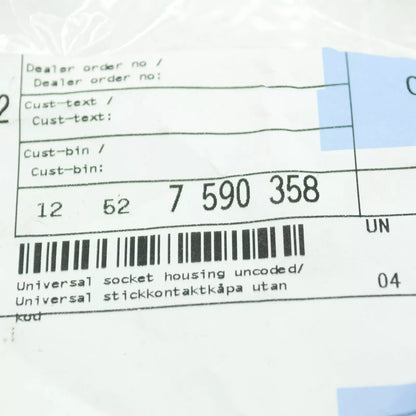 Dealer order no /
Dealer order no:
2
Cust-text /
Cust-text:
Cust-bin /
Cust-bin:
12 52 7 590 358
UN
Universal socket housing uncoded/
Universal stickkontaktkåpa utan
kod
04